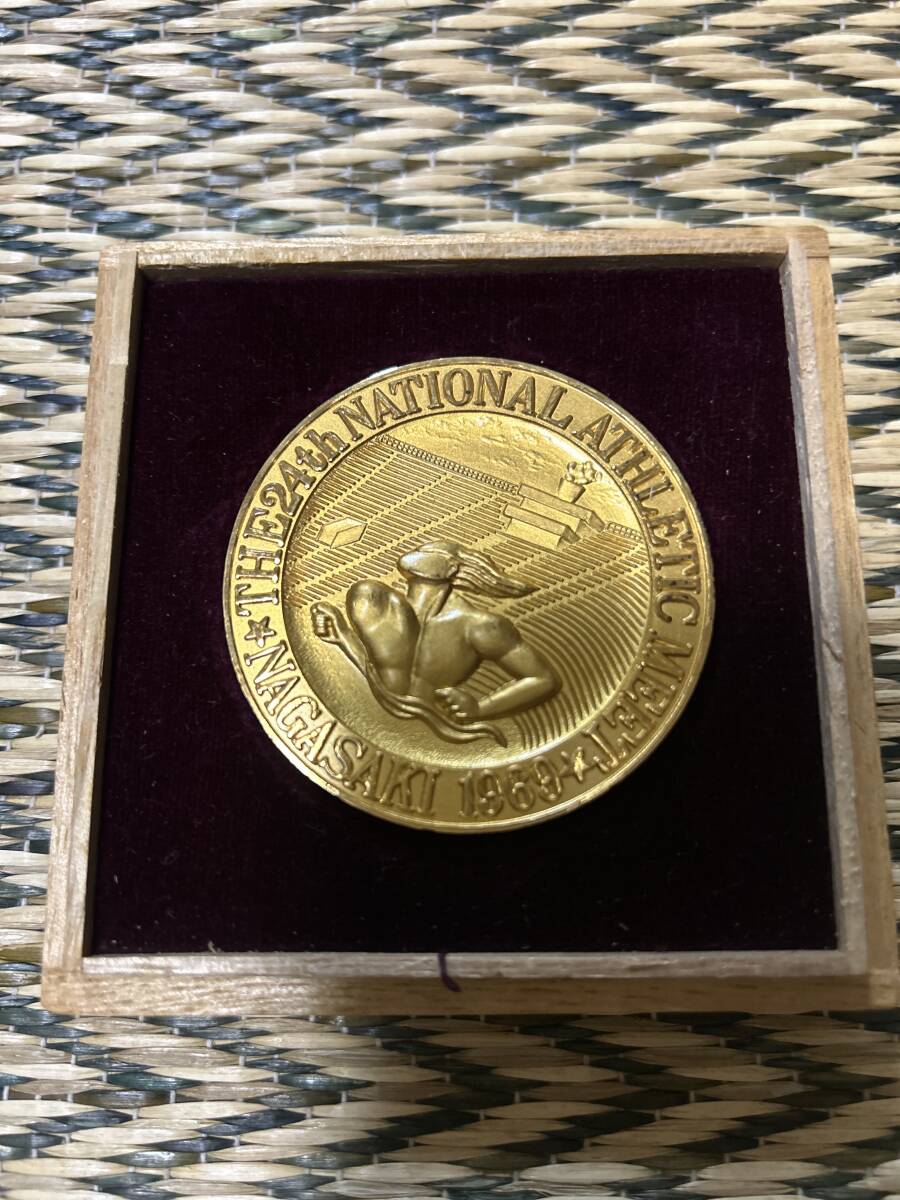 THE 24th NATIONAL ATHLETIC MEET
★ NAGASAKI 1969 ★